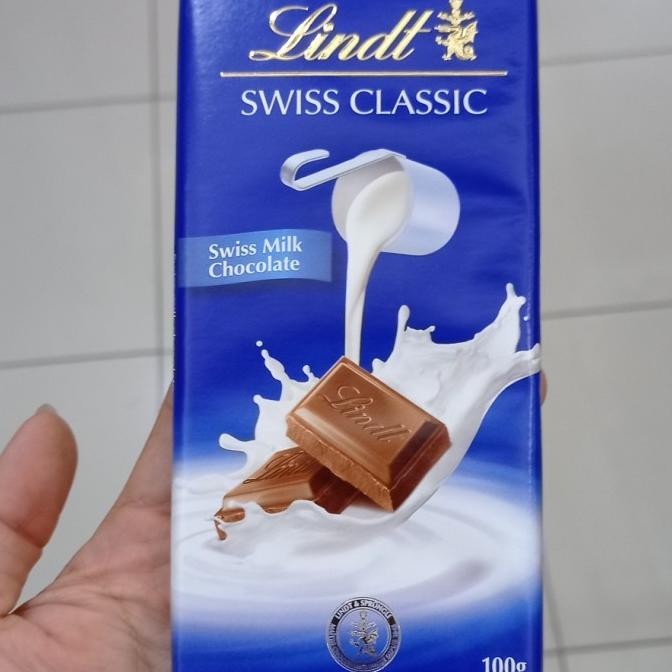 Lindt
SWISS CLASSIC
Swiss Milk
Chocolate
Lindt
LINDT & SPRÜNGLI
100g